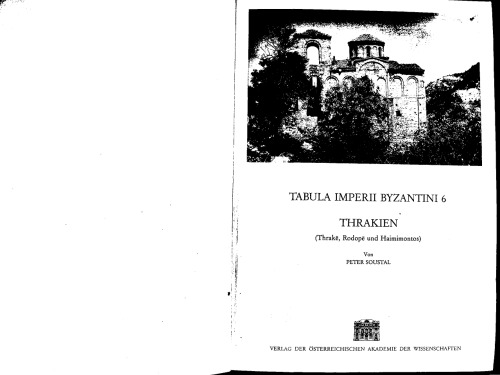 TABULA IMPERII BYZANTINI 6
THRAKIEN
(Thrakē, Rodopē und Haimimontos)
Von
PETER SOUSTAL
VERLAG DER ÖSTERREICHISCHEN AKADEMIE DER WISSENSCHAFTEN